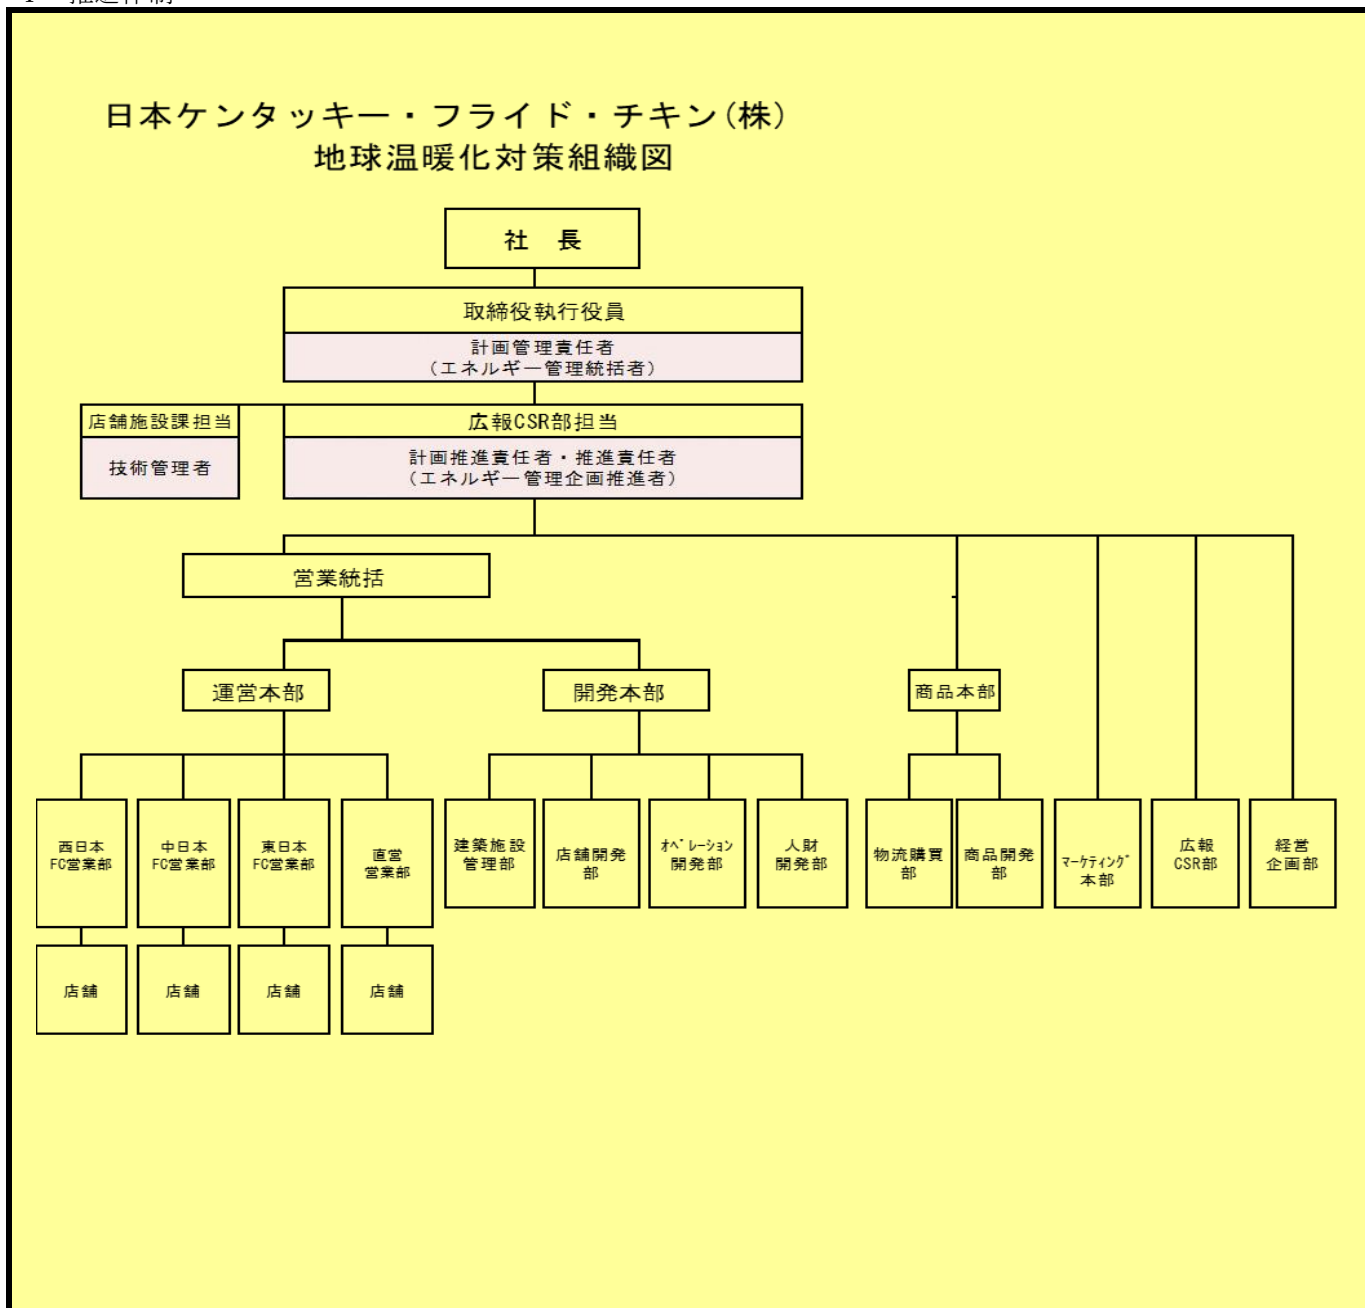 日本ケンタッキー・フライド・チキン(株)
地球温暖化対策組織図
社　長
取締役執行役員
計画管理責任者
(エネルギー管理統括者)
店舗施設課担当
技術管理者
広報CSR部担当
計画推進責任者・推進責任者
(エネルギー管理企画推進者)
営業統括
運営本部
開発本部
商品本部
西日本
FC営業部
中日本
FC営業部
東日本
FC営業部
直営
営業部
建築施設
管理部
店舗開発
部
ｵﾍﾟﾚｰｼｮﾝ
開発部
人財
開発部
物流購買
部
商品開発
部
ﾏｰｹﾃｨﾝｸﾞ
本部
広報
CSR部
経営
企画部
店舗
店舗
店舗
店舗